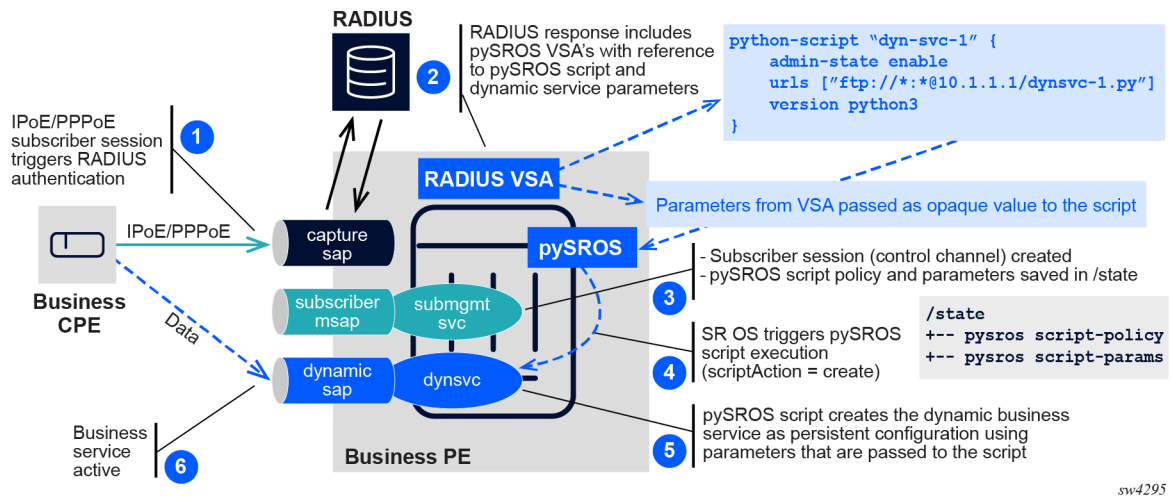 RADIUS
RADIUS response includes
pySROS VSA's with reference
to pySROS script and
dynamic service parameters
2
python-script “dyn-svc-1” {
admin-state enable
urls [”ftp://*:*@10.1.1.1/dynsvc-1.py”]
version python3
}
IPoE/PPPoE
subscriber session
triggers RADIUS
authentication
1
RADIUS VSA
Parameters from VSA passed as opaque value to the script
IPoE/PPPoE
capture
sap
pySROS
Business
CPE
- Subscriber session (control channel) created
- pySROS script policy and parameters saved in /state
3
subscriber
msap
submgmt
svc
/state
+-- pysros script-policy
+-- pysros script-params
Data
SR OS triggers pySROS
script execution
(scriptAction = create)
4
dynamic
sap
dynsvc
pySROS script creates the dynamic business
service as persistent configuration using
parameters that are passed to the script
5
Business
service
active
6
Business PE
sw4295